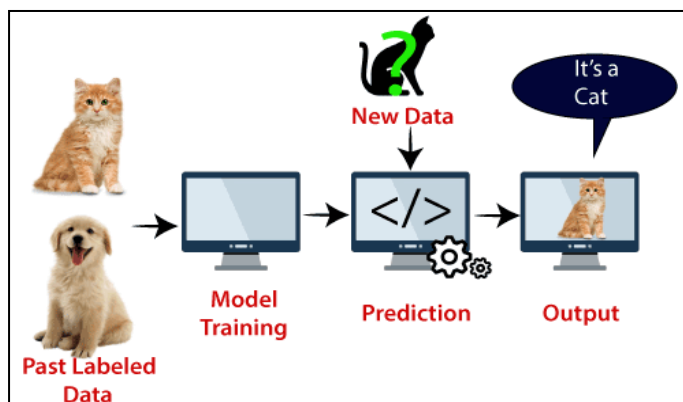 ?
New Data
It's a
Cat
</>
Model
Training
Prediction
Output
Past Labeled
Data